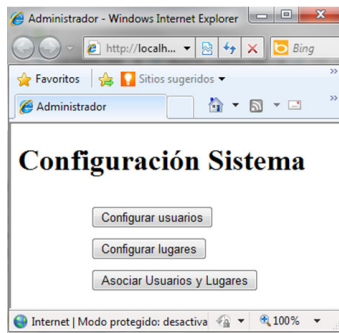 Administrador - Windows Internet Explorer
http://localh...
Bing
Favoritos
Sitios sugeridos
Administrador
Configuración Sistema
Configurar usuarios
Configurar lugares
Asociar Usuarios y Lugares
Internet | Modo protegido: desactiva
100%